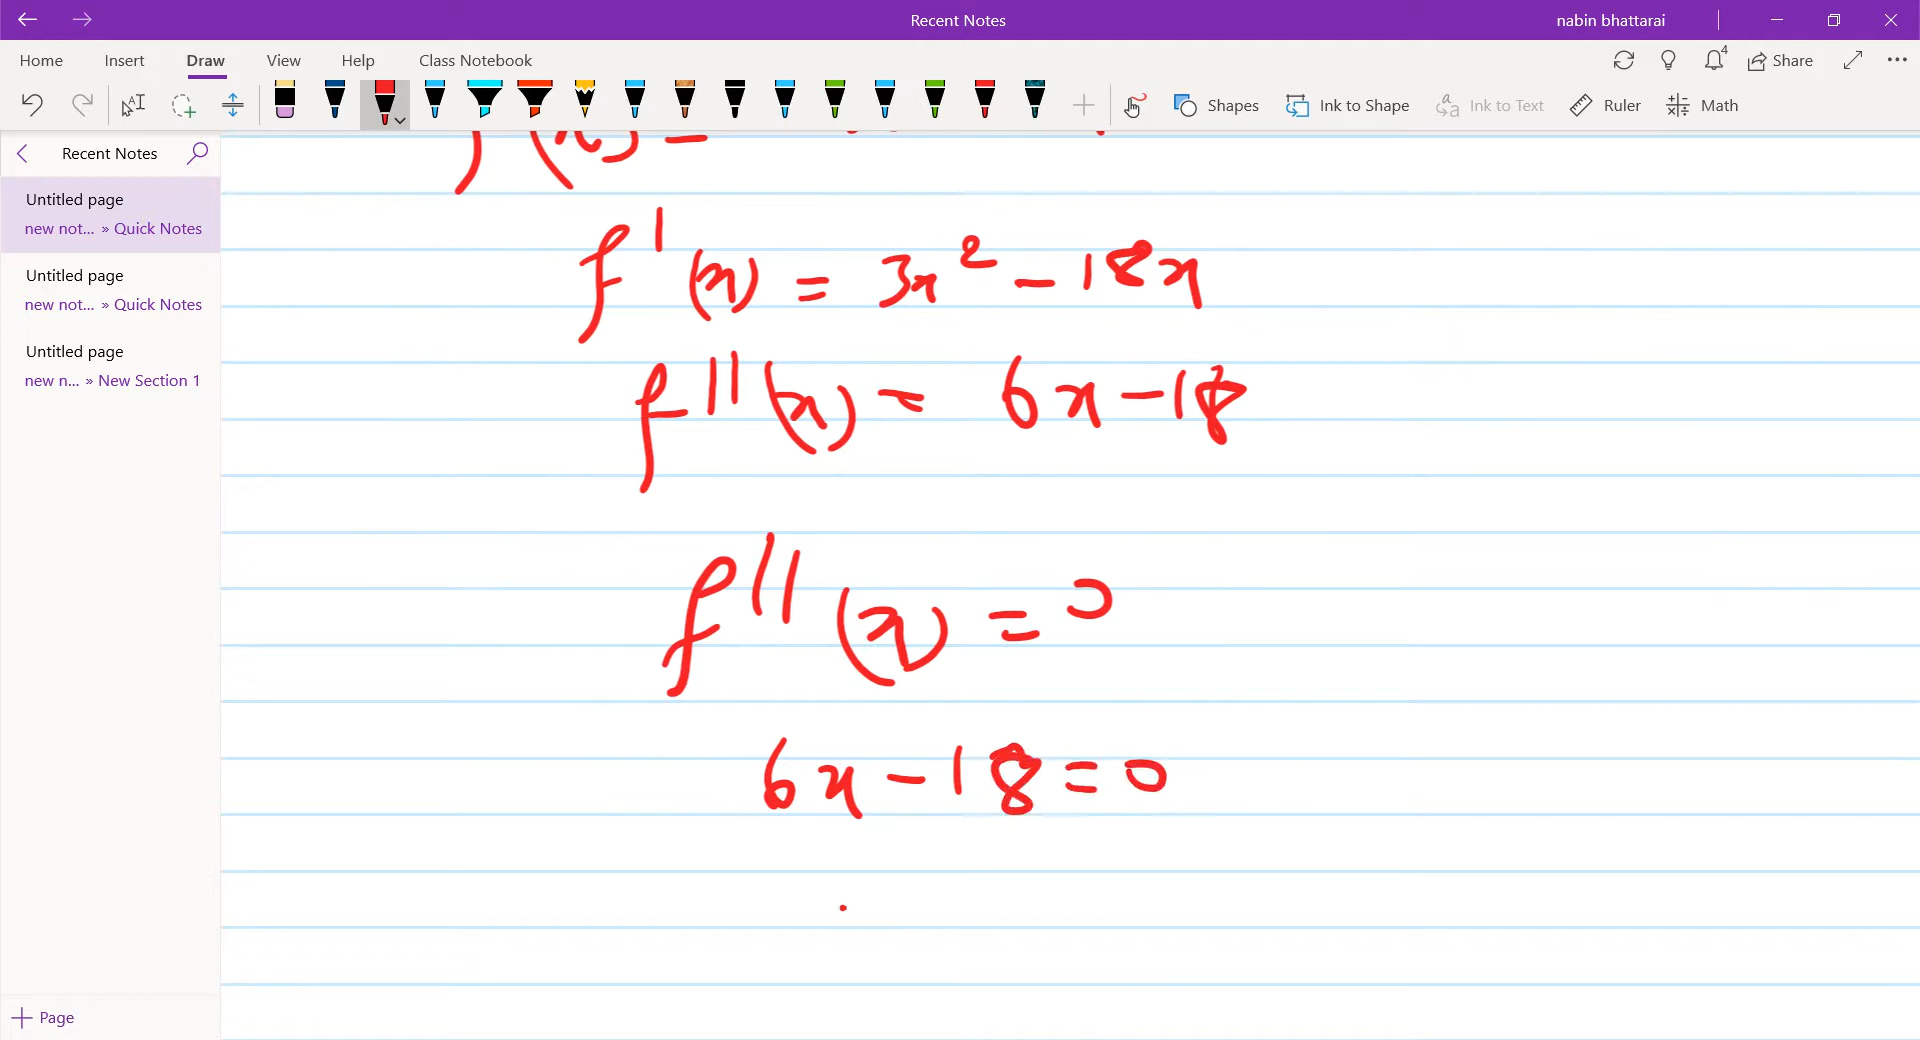 Recent Notes
nabin bhattarai
Home Insert Draw View Help Class Notebook
4 Share
Shapes Ink to Shape Ink to Text Ruler Math
Recent Notes
Untitled page
new not... » Quick Notes
Untitled page
new not... » Quick Notes
Untitled page
new n... » New Section 1
Page
f(x) =
f'(x) = 3x² - 18x
f''(x) = 6x - 18
f''(x) = 0
6x - 18 = 0